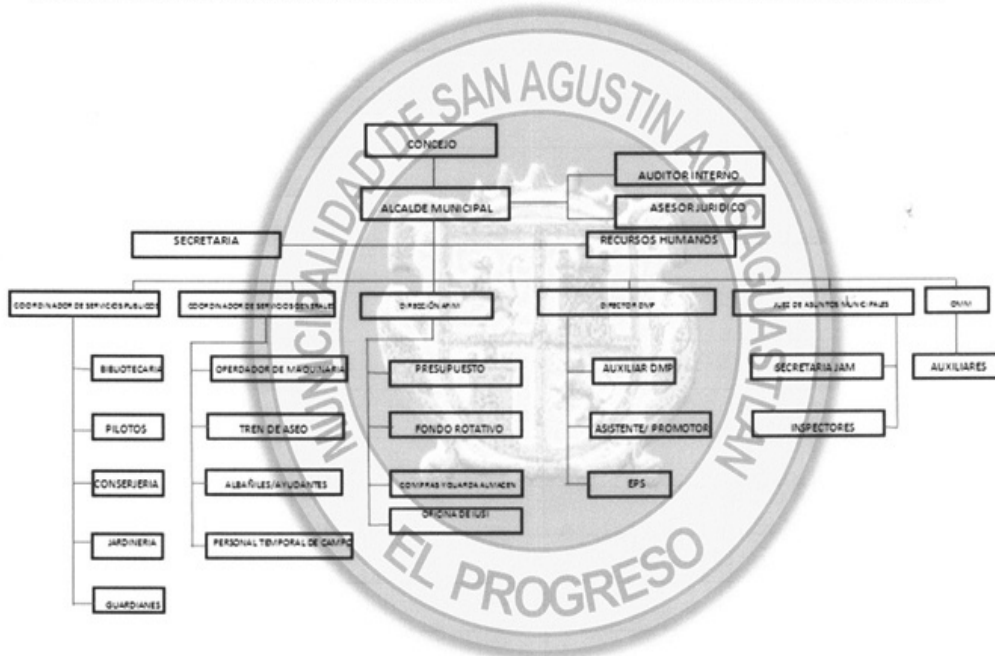 MUNICIPALIDAD DE SAN AGUSTIN ACASAGUASTLAN
CONCEJO
AUDITOR INTERNO
ALCALDE MUNICIPAL
ASESOR JURIDICO
SECRETARIA
RECURSOS HUMANOS
COORDINADOR DE SERVICIOS PUBLICOS
COORDINADOR DE SERVICIOS GENERALES
DIRECCIÓN AFIM
DIRECTOR DMP
JUEZ DE ASUNTOS MUNICIPALES
OMM
BIBLIOTECARIA
OPERDADOR DE MAQUINARIA
PRESUPUESTO
AUXILIAR DMP
SECRETARIA JAM
AUXILIARES
PILOTOS
TREN DE ASEO
FONDO ROTATIVO
ASISTENTE/ PROMOTOR
INSPECTORES
CONSERJERIA
ALBAÑILES/AYUDANTES
COMPRAS Y GUARDA ALMACEN
EPS
OFICINA DE IUSI
JARDINERIA
PERSONAL TEMPORAL DE CAMPO
GUARDIANES
EL PROGRESO